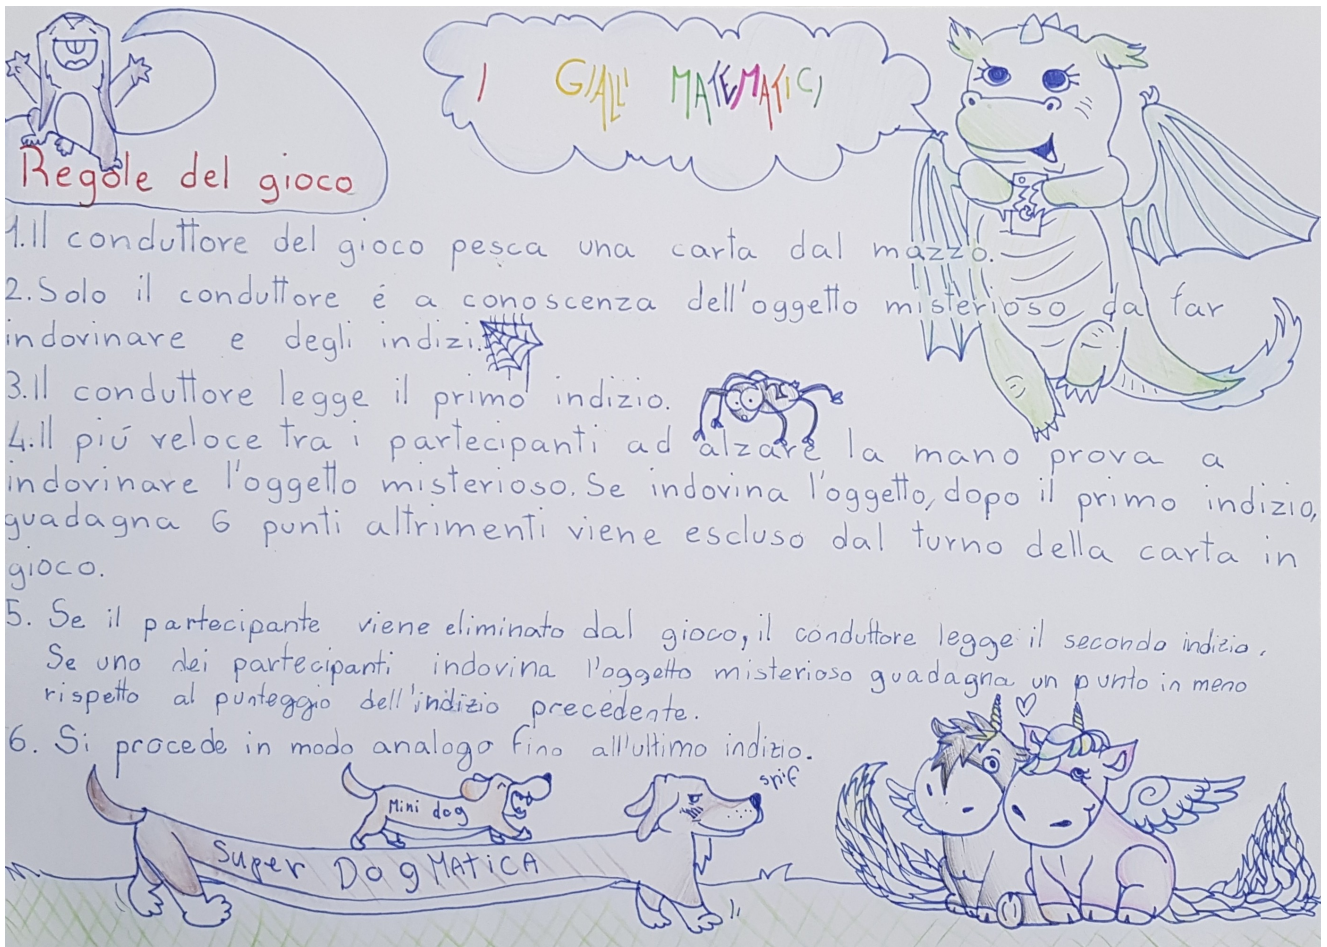 I GIALLI MATEMATICI
Regole del gioco
1.Il conduttore del gioco pesca una carta dal mazzo.
2.Solo il conduttore é a conoscenza dell'oggetto misterioso da far
indovinare e degli indizi.
3.Il conduttore legge il primo indizio.
4.Il piú veloce tra i partecipanti ad alzare la mano prova a
indovinare l'oggetto misterioso. Se indovina l'oggetto, dopo il primo indizio,
guadagna 6 punti altrimenti viene escluso dal turno della carta in
gioco.
5. Se il partecipante viene eliminato dal gioco, il conduttore legge il secondo indizio.
Se uno dei partecipanti indovina l'oggetto misterioso guadagna un punto in meno
rispetto al punteggio dell'indizio precedente.
6. Si procede in modo analogo fino all'ultimo indizio.
spif
Mini dog
Super DogMATICA